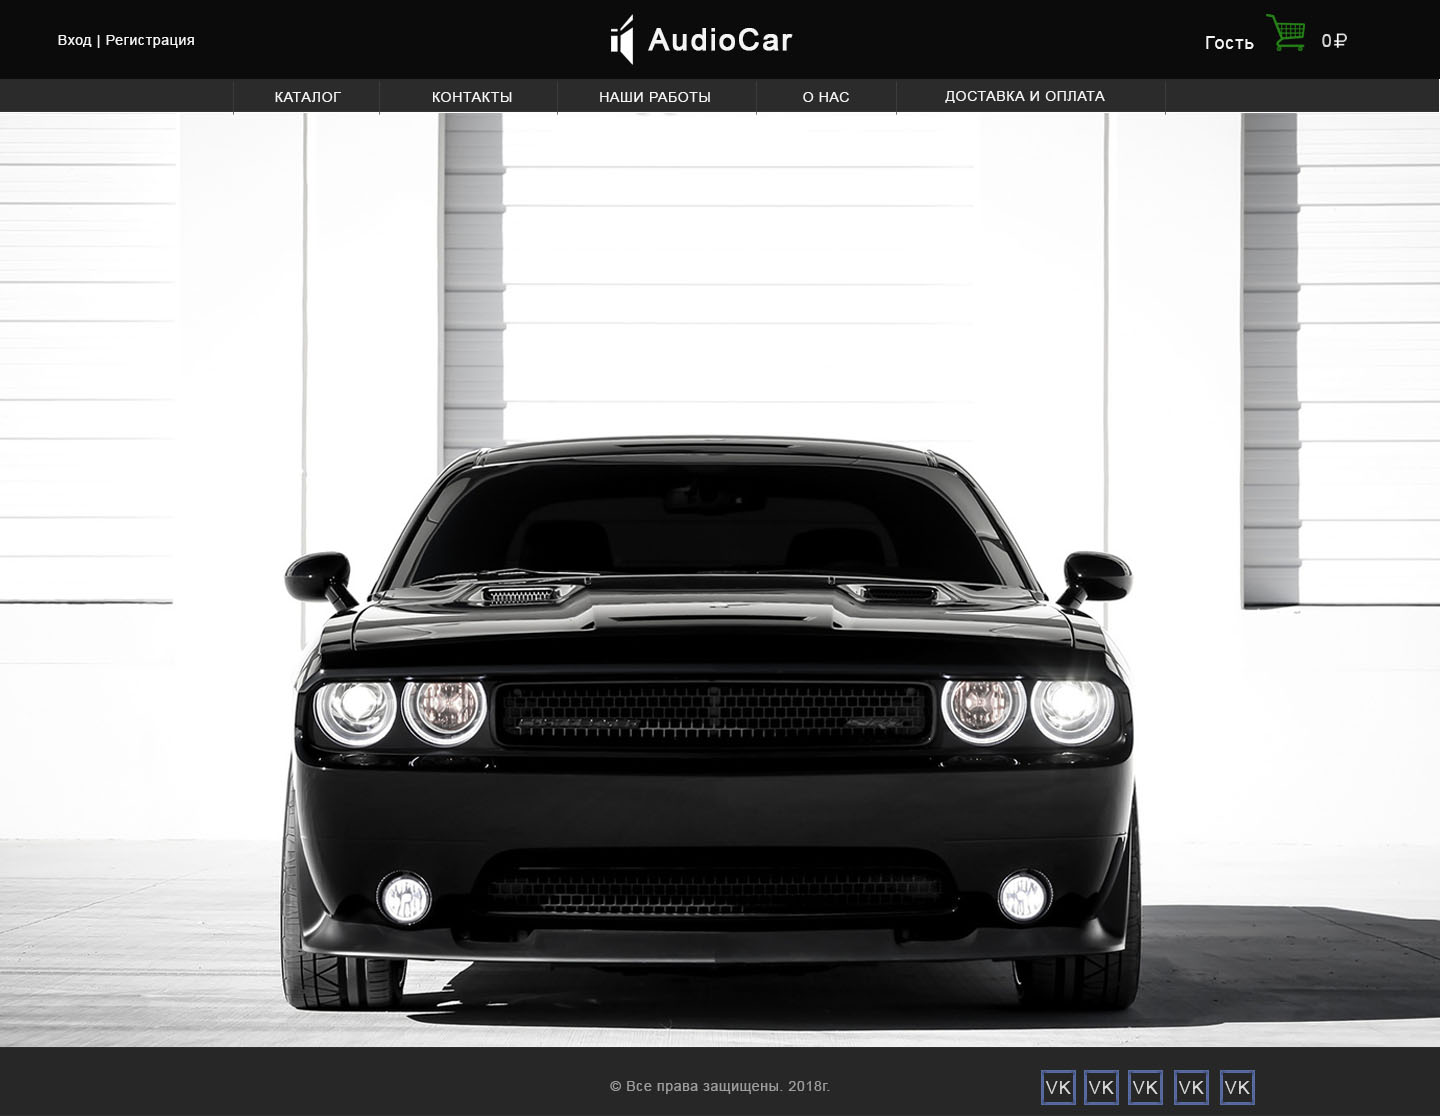 Вход | Регистрация
AudioCar
Гость
0₽
КАТАЛОГ
КОНТАКТЫ
НАШИ РАБОТЫ
О НАС
ДОСТАВКА И ОПЛАТА
© Все права защищены. 2018г.
VK VK VK VK VK